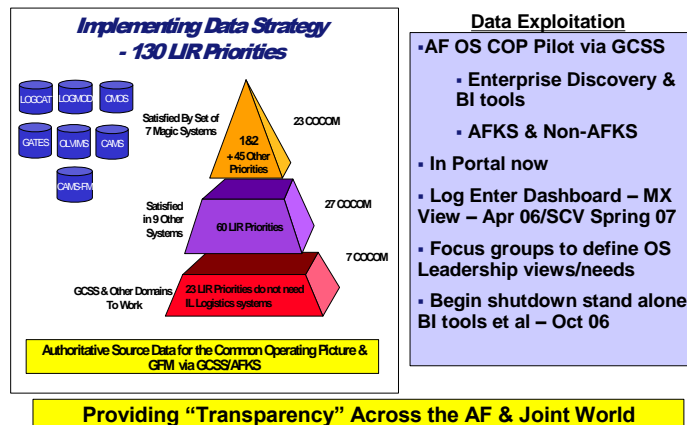 Implementing Data Strategy
- 130 LIR Priorities
LOGCAT
LOGMOD
CMOS
GATES
OLVIMS
CAMS
CAMS-FM
Satisfied By Set of
7 Magic Systems
1&2
+ 45 Other
Priorities
23 COCOM
Satisfied
in 9 Other
Systems
60 LIR Priorities
27 COCOM
GCSS & Other Domains
To Work
23 LIR Priorities do not need
IL Logistics systems
7 COCOM
Authoritative Source Data for the Common Operating Picture &
GFM via GCSS/AFKS
Data Exploitation
▪AF OS COP Pilot via GCSS
▪ Enterprise Discovery &
BI tools
▪ AFKS & Non-AFKS
▪ In Portal now
▪ Log Enter Dashboard – MX
View – Apr 06/SCV Spring 07
▪ Focus groups to define OS
Leadership views/needs
▪ Begin shutdown stand alone
BI tools et al – Oct 06
Providing “Transparency” Across the AF & Joint World